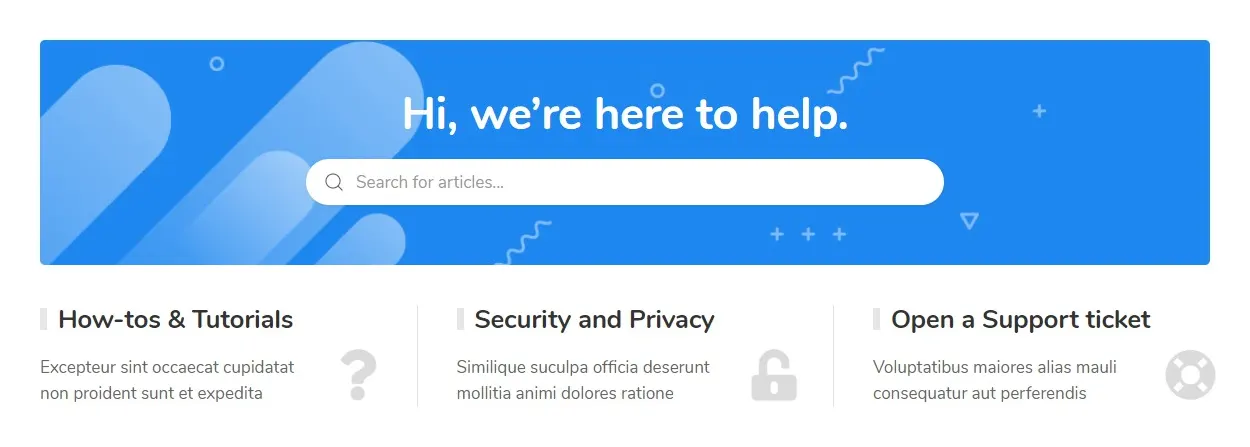 Hi, we’re here to help.
Search for articles...
How-tos & Tutorials
Excepteur sint occaecat cupidatat
non proident sunt et expedita
Security and Privacy
Similique suculpa officia deserunt
mollitia animi dolores ratione
Open a Support ticket
Voluptatibus maiores alias mauli
consequatur aut perferendis